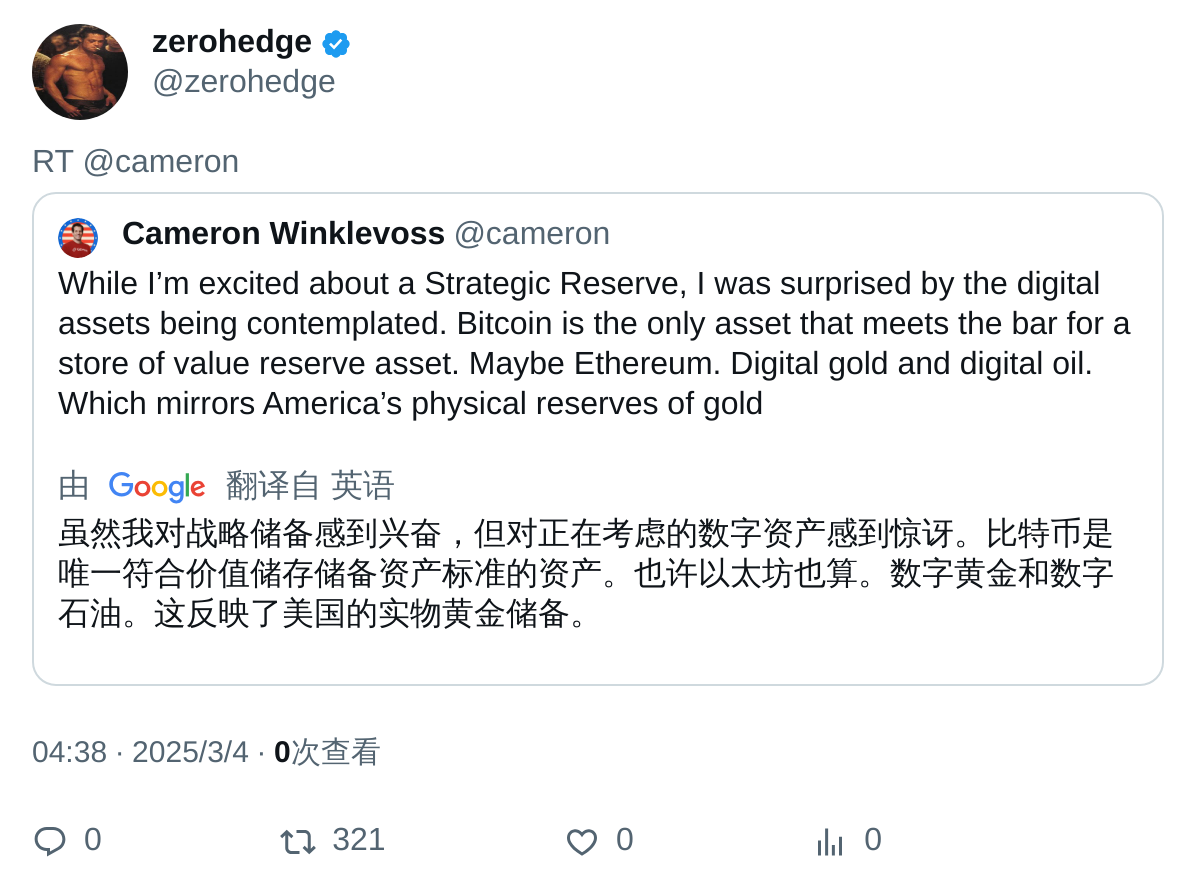 zerohedge
@zerohedge
RT @cameron
Cameron Winklevoss @cameron
While I’m excited about a Strategic Reserve, I was surprised by the digital
assets being contemplated. Bitcoin is the only asset that meets the bar for a
store of value reserve asset. Maybe Ethereum. Digital gold and digital oil.
Which mirrors America’s physical reserves of gold
由 Google 翻译自 英语
虽然我对战略储备感到兴奋，但对正在考虑的数字资产感到惊讶。比特币是
唯一符合价值储存储备资产标准的资产。也许以太坊也算。数字黄金和数字
石油。这反映了美国的实物黄金储备。
04:38 · 2025/3/4 · 0次查看
0 321 0 0